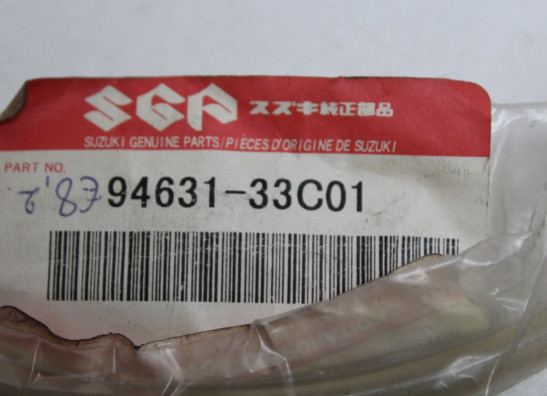 SGP スズキ純正部品
SUZUKI GENUINE PARTS/PIÈCES D'ORIGINE DE SUZUKI
PART NO.
94631-33C01